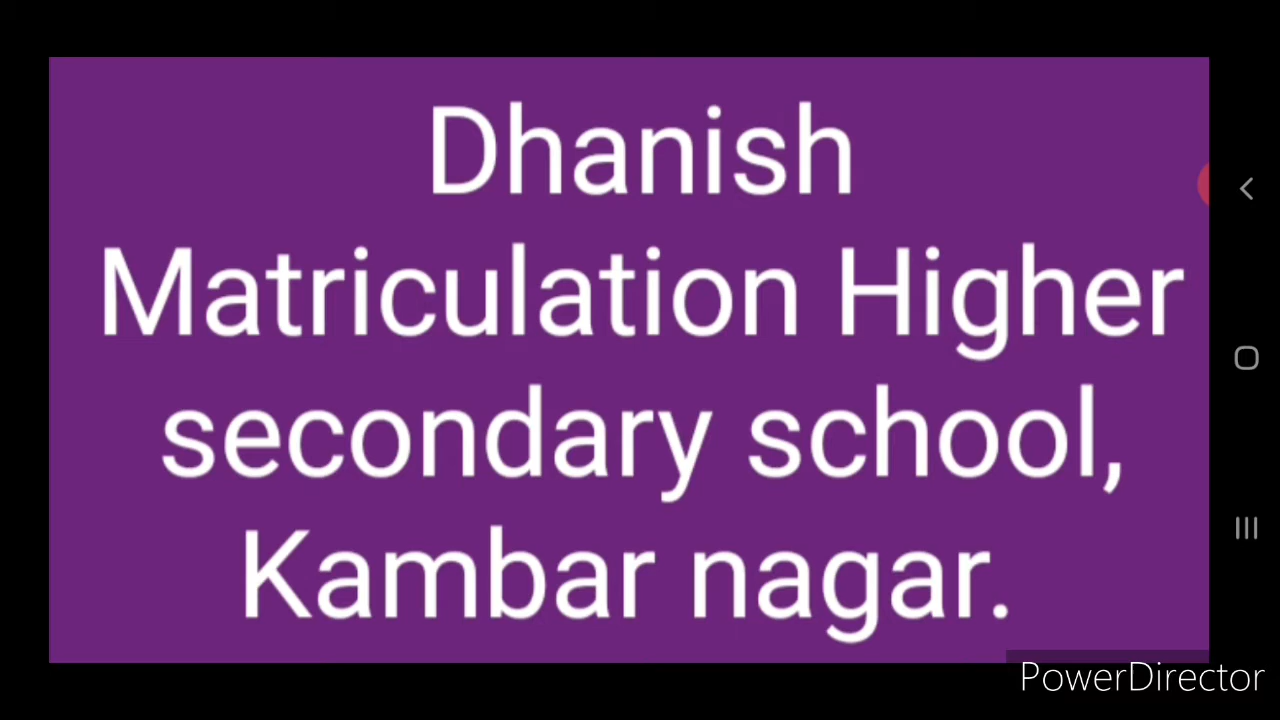 Dhanish
Matriculation Higher
secondary school,
Kambar nagar.
PowerDirector